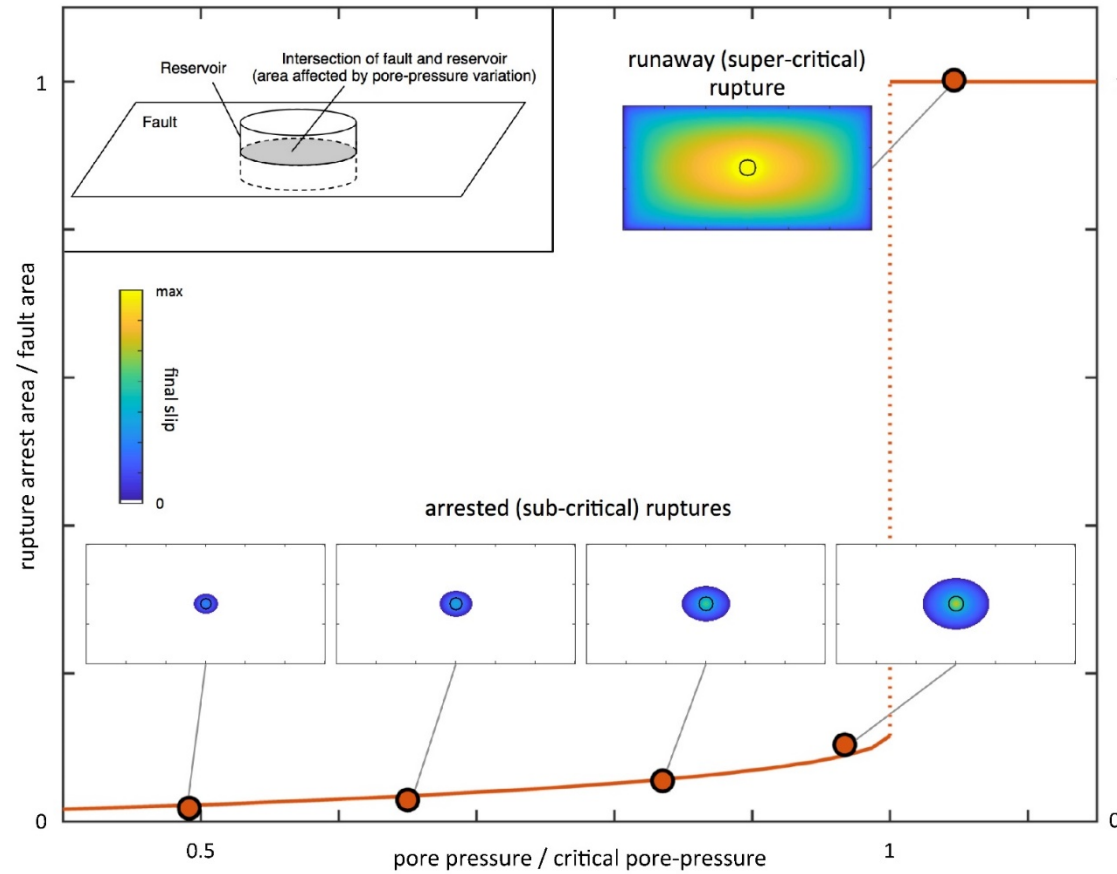 Reservoir
Intersection of fault and reservoir
(area affected by pore-pressure variation)
Fault
runaway (super-critical)
rupture
1
max
final slip
0
rupture arrest area / fault area
arrested (sub-critical) ruptures
0
0
0.5
1
pore pressure / critical pore-pressure